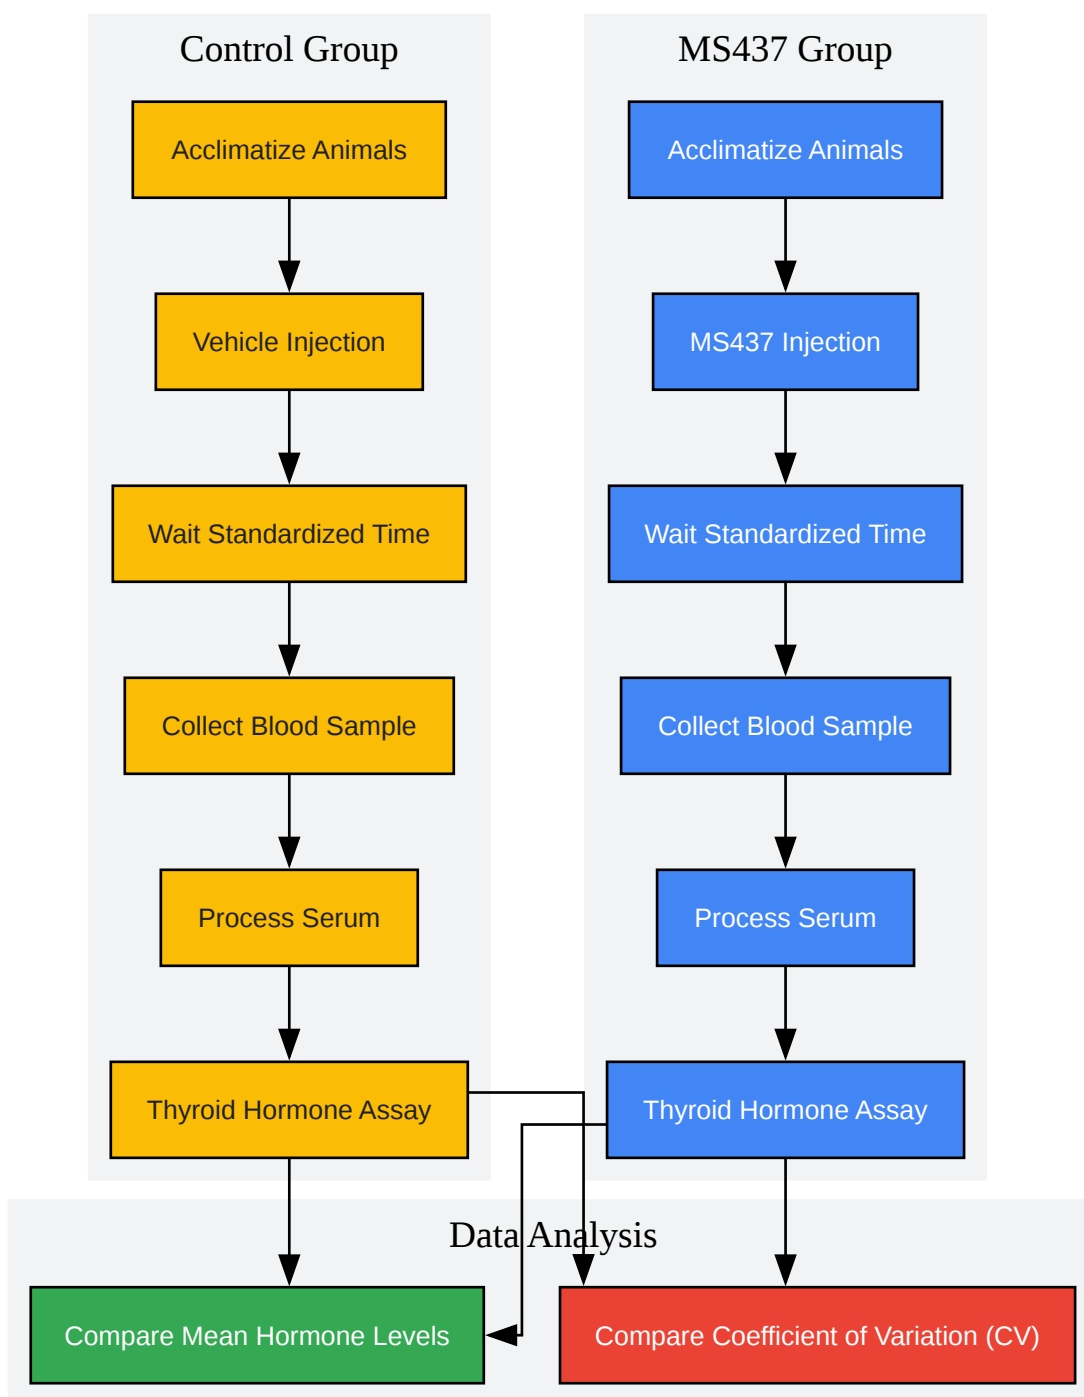 Control Group
Acclimatize Animals
Vehicle Injection
Wait Standardized Time
Collect Blood Sample
Process Serum
Thyroid Hormone Assay
MS437 Group
Acclimatize Animals
MS437 Injection
Wait Standardized Time
Collect Blood Sample
Process Serum
Thyroid Hormone Assay
Data Analysis
Compare Mean Hormone Levels
Compare Coefficient of Variation (CV)